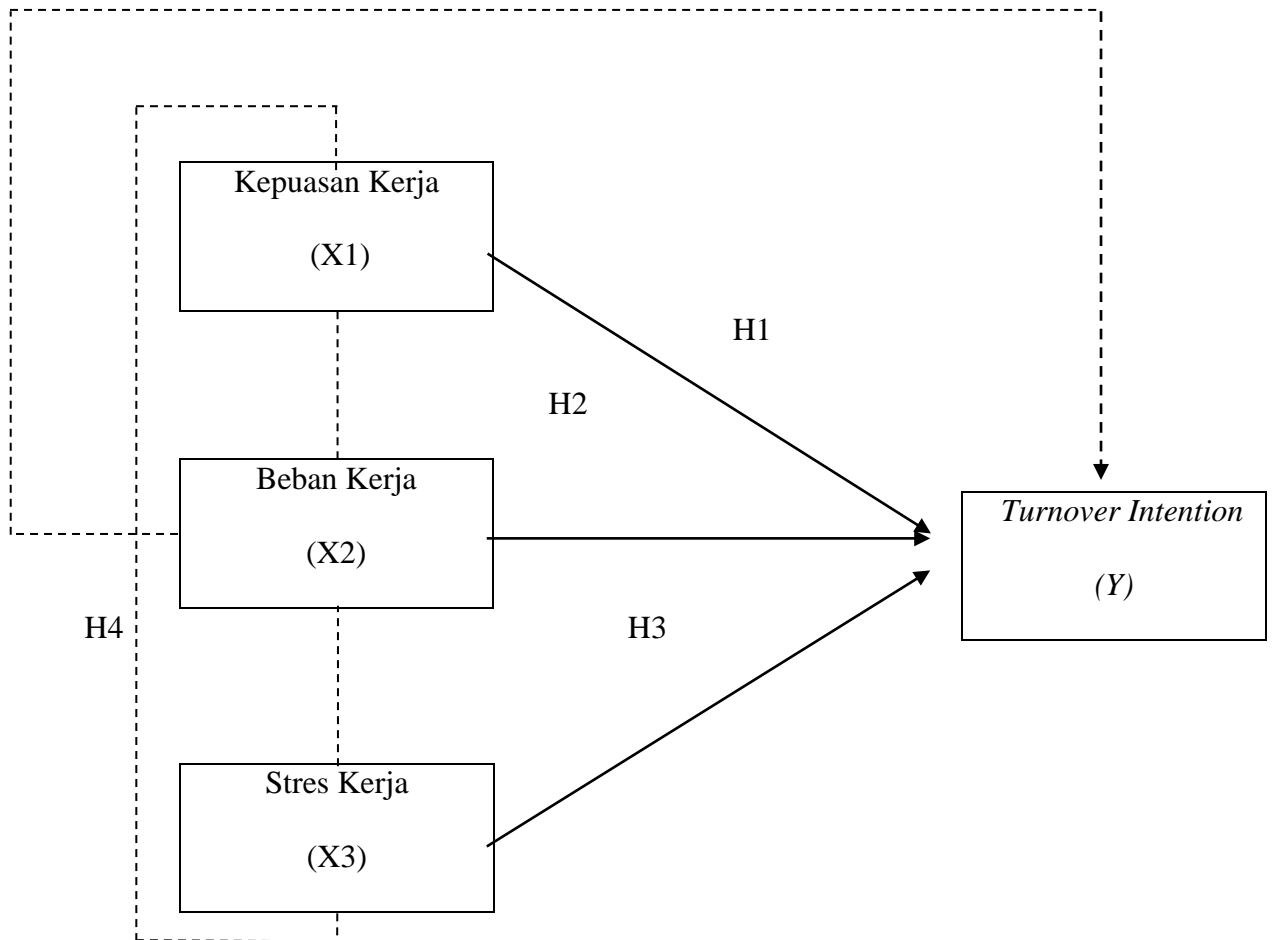 Kepuasan Kerja
(X1)
H1
H2
Beban Kerja
(X2)
Turnover Intention
(Y)
H4
H3
Stres Kerja
(X3)